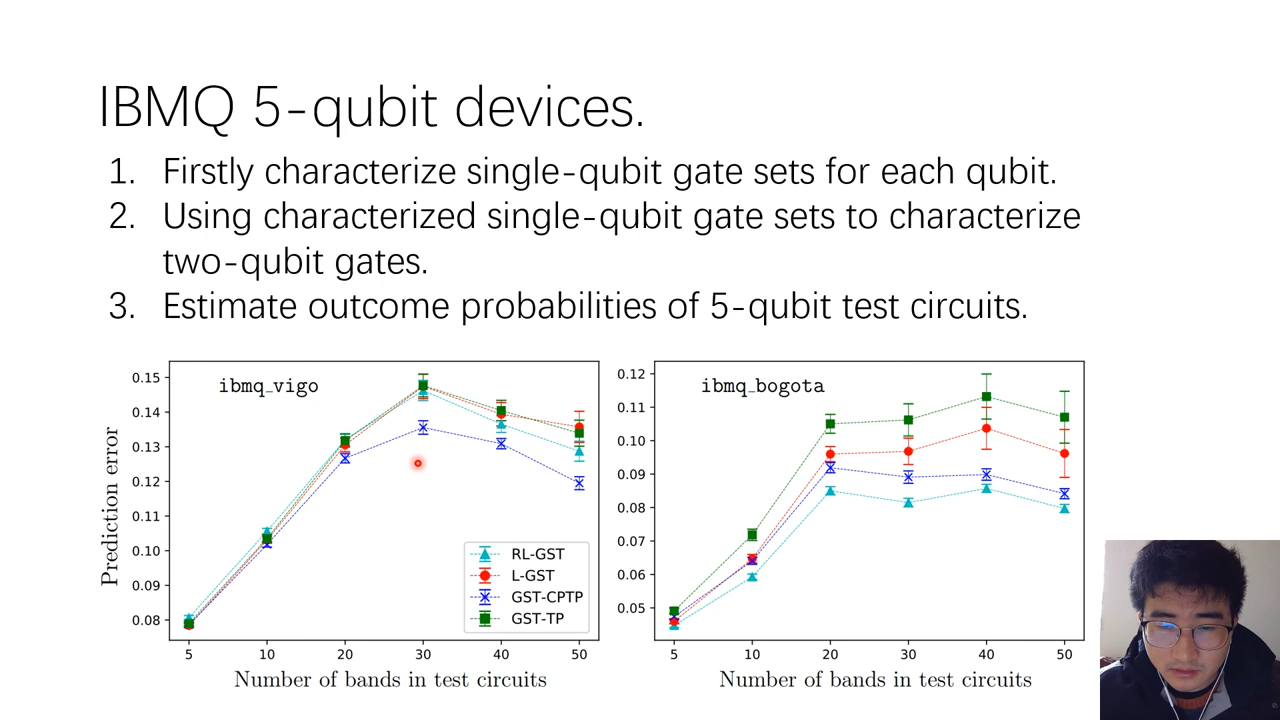 IBMQ 5-qubit devices.
1. Firstly characterize single-qubit gate sets for each qubit.
2. Using characterized single-qubit gate sets to characterize
two-qubit gates.
3. Estimate outcome probabilities of 5-qubit test circuits.
ibmq_vigo
Prediction error
0.15
0.14
0.13
0.12
0.11
0.10
0.09
0.08
RL-GST
L-GST
GST-CPTP
GST-TP
5 10 20 30 40 50
Number of bands in test circuits
ibmq_bogota
0.12
0.11
0.10
0.09
0.08
0.07
0.06
0.05
5 10 20 30 40 50
Number of bands in test circuits